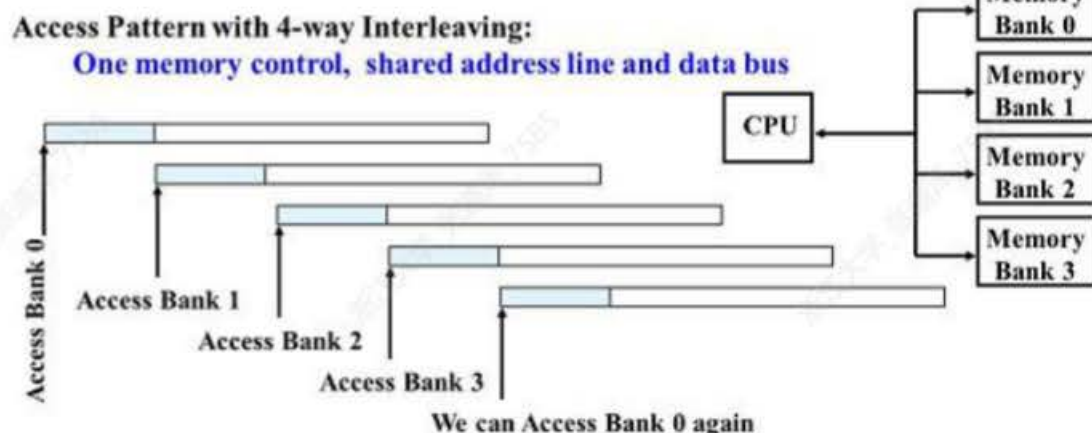 Access Pattern with 4-way Interleaving:
One memory control, shared address line and data bus
Access Bank 0
Access Bank 1
Access Bank 2
Access Bank 3
We can Access Bank 0 again
CPU
Memory
Bank 0
Memory
Bank 1
Memory
Bank 2
Memory
Bank 3